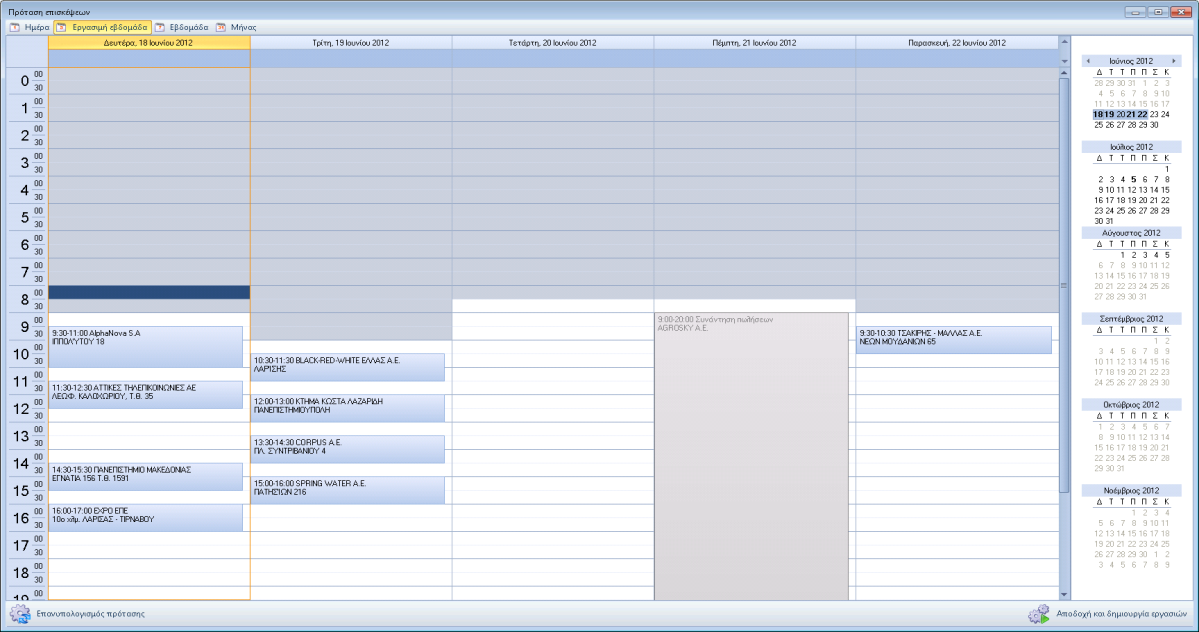 Πρόταση επισκέψεων
Ημέρα Εργασιμη εβδομάδα Εβδομάδα Μήνας
Δευτέρα, 18 Ιουνίου 2012 Τρίτη, 19 Ιουνίου 2012 Τετάρτη, 20 Ιουνίου 2012 Πέμπτη, 21 Ιουνίου 2012 Παρασκευή, 22 Ιουνίου 2012
0 00
30
1 00
30
2 00
30
3 00
30
4 00
30
5 00
30
6 00
30
7 00
30
8 00
30
9 00
30
10 00
30
11 00
30
12 00
30
13 00
30
14 00
30
15 00
30
16 00
30
17 00
30
18 00
30
19 00
9:30-11:00 AlphaNova S.A
ΙΠΠΟΛΥΤΟΥ 18
11:30-12:30 ΑΤΤΙΚΕΣ ΤΗΛΕΠΙΚΟΙΝΩΝΙΕΣ ΑΕ
ΛΕΩΦ. ΚΑΛΟΧΩΡΙΟΥ, Τ.Θ. 35
14:30-15:30 ΠΑΝΕΠΙΣΤΗΜΙΟ ΜΑΚΕΔΟΝΙΑΣ
ΕΓΝΑΤΙΑ 156 Τ.Θ. 1591
16:00-17:00 EXPO ΕΠΕ
10ο χλμ. ΛΑΡΙΣΑΣ - ΤΙΡΝΑΒΟΥ
10:30-11:30 BLACK-RED-WHITE ΕΛΛΑΣ Α.Ε.
ΛΑΡΙΣΗΣ
12:00-13:00 ΚΤΗΜΑ ΚΩΣΤΑ ΛΑΖΑΡΙΔΗ
ΠΑΝΕΠΙΣΤΗΜΙΟΥΠΟΛΗ
13:30-14:30 CORPUS Α.Ε.
ΠΛ. ΣΥΝΤΡΙΒΑΝΙΟΥ 4
15:00-16:00 SPRING WATER Α.Ε.
ΠΑΤΗΣΙΩΝ 216
9:00-20:00 Συνάντηση πωλήσεων
AGROSKY Α.Ε.
9:30-10:30 ΤΣΑΚΙΡΗΣ - ΜΑΛΛΑΣ Α.Ε.
ΝΕΩΝ ΜΟΥΔΑΝΙΩΝ 65
Ιούνιος 2012
Δ Τ Τ Π Π Σ Κ
28 29 30 31 1 2 3
4 5 6 7 8 9 10
11 12 13 14 15 16 17
18 19 20 21 22 23 24
25 26 27 28 29 30
Ιούλιος 2012
Δ Τ Τ Π Π Σ Κ
1
2 3 4 5 6 7 8
9 10 11 12 13 14 15
16 17 18 19 20 21 22
23 24 25 26 27 28 29
30 31
Αύγουστος 2012
Δ Τ Τ Π Π Σ Κ
1 2 3 4 5
6 7 8 9 10 11 12
13 14 15 16 17 18 19
20 21 22 23 24 25 26
27 28 29 30 31
Σεπτέμβριος 2012
Δ Τ Τ Π Π Σ Κ
1 2
3 4 5 6 7 8 9
10 11 12 13 14 15 16
17 18 19 20 21 22 23
24 25 26 27 28 29 30
Οκτώβριος 2012
Δ Τ Τ Π Π Σ Κ
1 2 3 4 5 6 7
8 9 10 11 12 13 14
15 16 17 18 19 20 21
22 23 24 25 26 27 28
29 30 31
Νοέμβριος 2012
Δ Τ Τ Π Π Σ Κ
1 2 3 4
5 6 7 8 9 10 11
12 13 14 15 16 17 18
19 20 21 22 23 24 25
26 27 28 29 30 1 2
3 4 5 6 7 8 9
Επανυπολογισμός πρότασης Αποδοχή και δημιουργία εργασιών